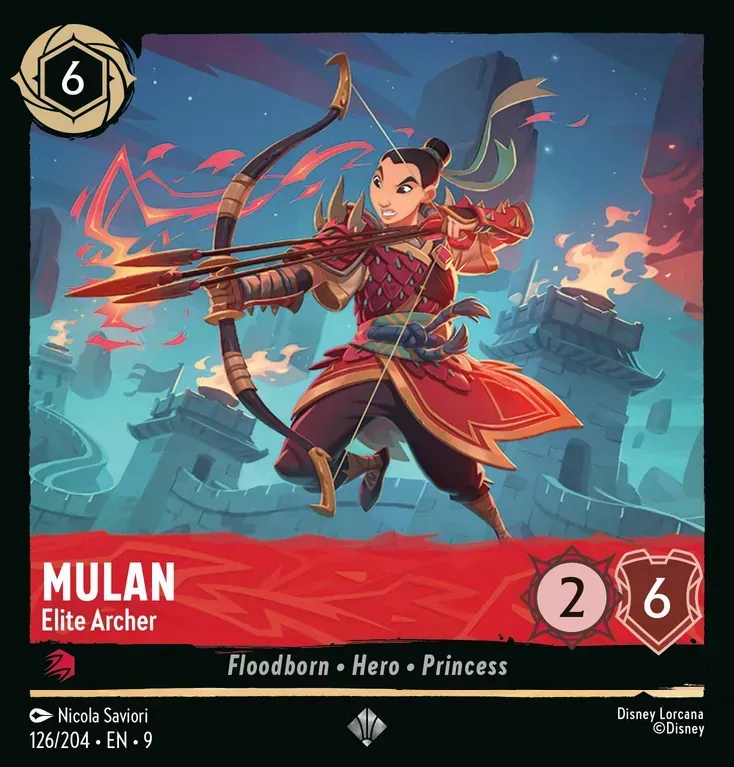 6
MULAN
Elite Archer
2
6
Floodborn • Hero • Princess
Nicola Saviori
126/204 • EN • 9
Disney Lorcana
©Disney